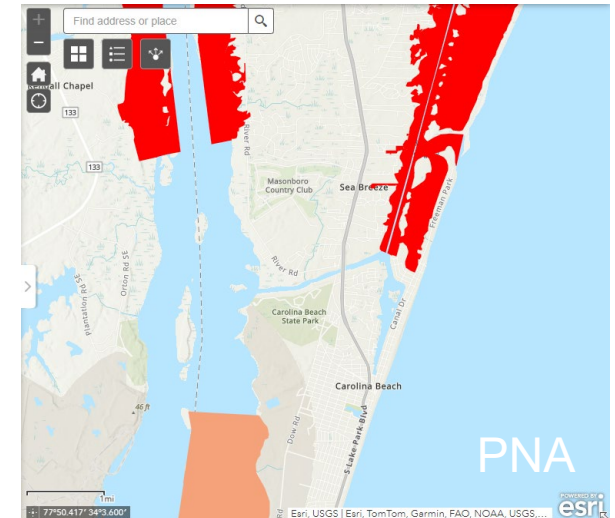 Find address or place
Kendall Chapel
133
133
River Rd
Masonboro
Country Club
Sea Breeze
Freeman Park
Orton Rd SE
Plantation Rd SE
River Rd
Carolina Beach
State Park
Canal Dr
Carolina Beach
46 ft
Dow Rd
S Lake Park Blvd
PNA
1mi
77°50.417' 34°3.600'
Esri, USGS | Esri, TomTom, Garmin, FAO, NOAA, USGS,...
POWERED BY
esri